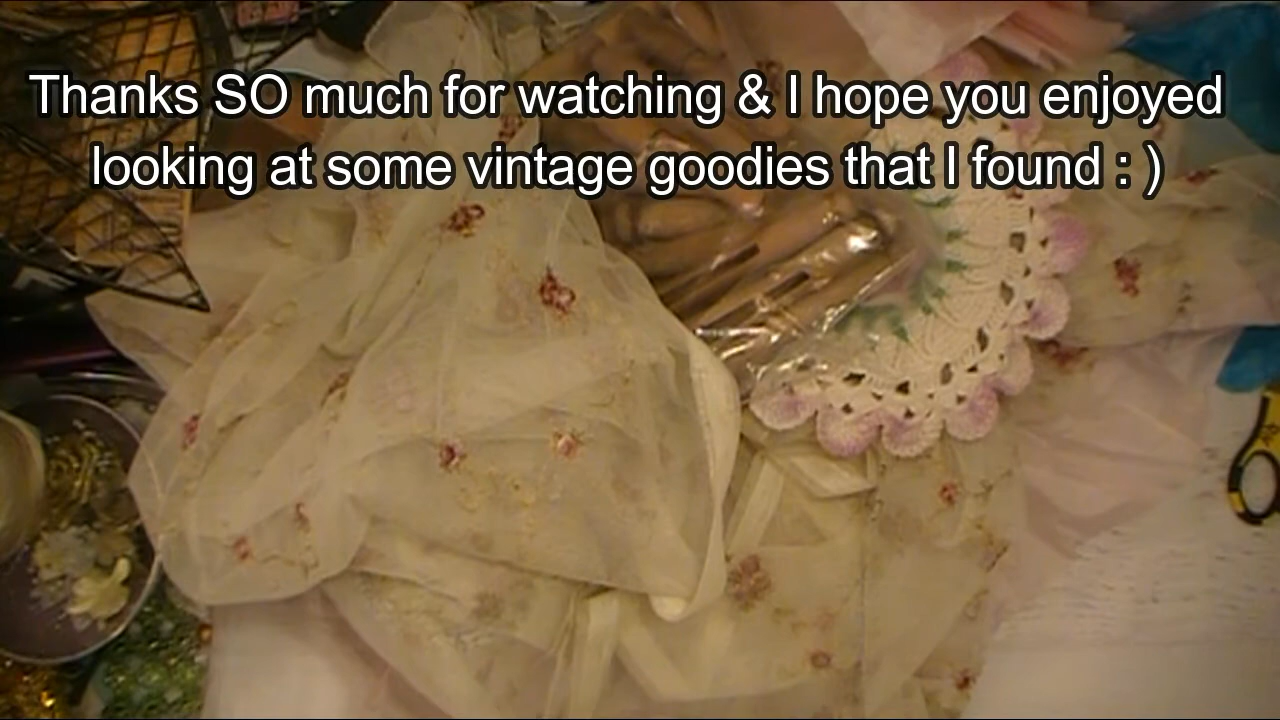 Thanks SO much for watching & I hope you enjoyed
looking at some vintage goodies that I found : )